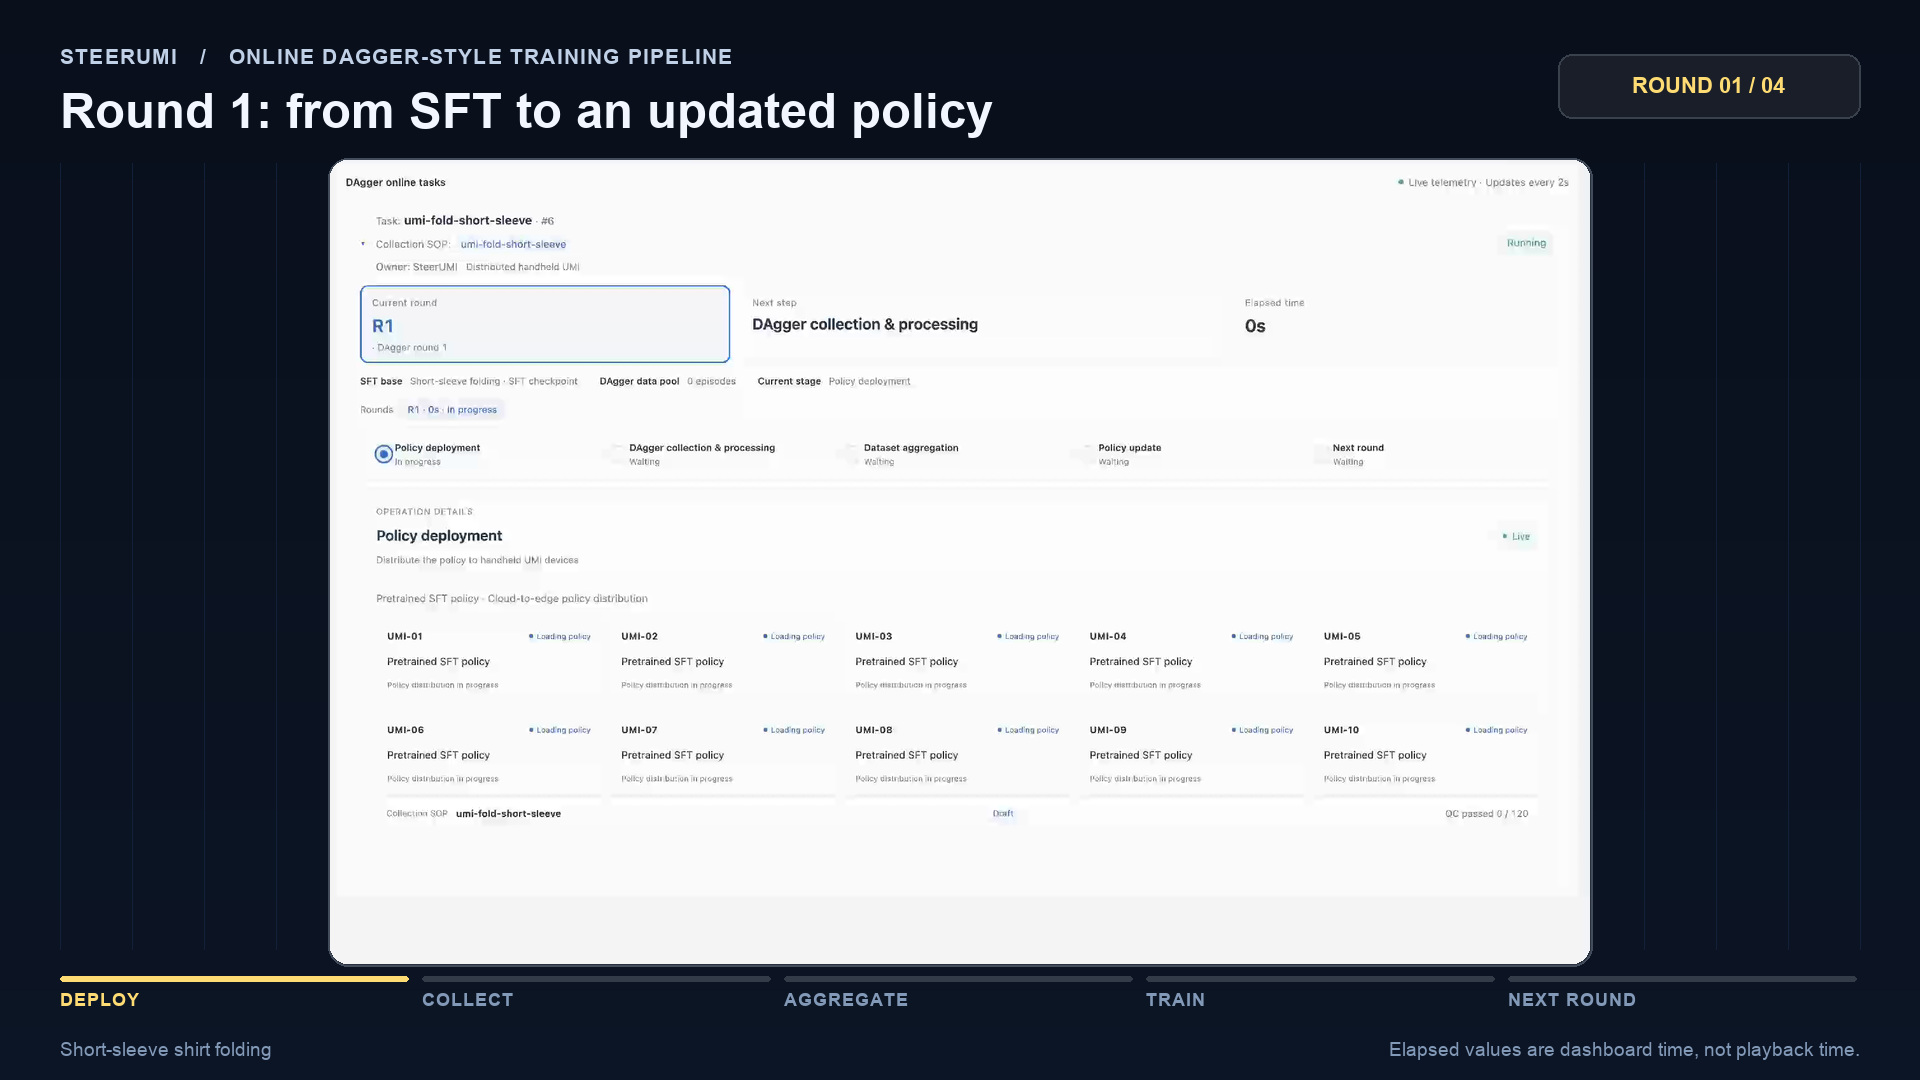 STEERUMI / ONLINE DAGGER-STYLE TRAINING PIPELINE
Round 1: from SFT to an updated policy
ROUND 01 / 04
DAgger online tasks
Live telemetry · Updates every 2s
Task: umi-fold-short-sleeve · #6
Collection SOP: umi-fold-short-sleeve
Running
Owner: SteerUMI Distributed handheld UMI
Current round
R1
· DAgger round 1
Next step
DAgger collection & processing
Elapsed time
0s
SFT base Short-sleeve folding · SFT checkpoint DAgger data pool 0 episodes Current stage Policy deployment
Rounds R1 · 0s · in progress
Policy deployment
In progress
DAgger collection & processing
Waiting
Dataset aggregation
Waiting
Policy update
Waiting
Next round
Waiting
OPERATION DETAILS
Policy deployment
Live
Distribute the policy to handheld UMI devices
Pretrained SFT policy · Cloud-to-edge policy distribution
UMI-01 Loading policy
Pretrained SFT policy
Policy distribution in progress
UMI-02 Loading policy
Pretrained SFT policy
Policy distribution in progress
UMI-03 Loading policy
Pretrained SFT policy
Policy distribution in progress
UMI-04 Loading policy
Pretrained SFT policy
Policy distribution in progress
UMI-05 Loading policy
Pretrained SFT policy
Policy distribution in progress
UMI-06 Loading policy
Pretrained SFT policy
Policy distribution in progress
UMI-07 Loading policy
Pretrained SFT policy
Policy distribution in progress
UMI-08 Loading policy
Pretrained SFT policy
Policy distribution in progress
UMI-09 Loading policy
Pretrained SFT policy
Policy distribution in progress
UMI-10 Loading policy
Pretrained SFT policy
Policy distribution in progress
Collection SOP umi-fold-short-sleeve
Draft
QC passed 0 / 120
DEPLOY
COLLECT
AGGREGATE
TRAIN
NEXT ROUND
Short-sleeve shirt folding
Elapsed values are dashboard time, not playback time.